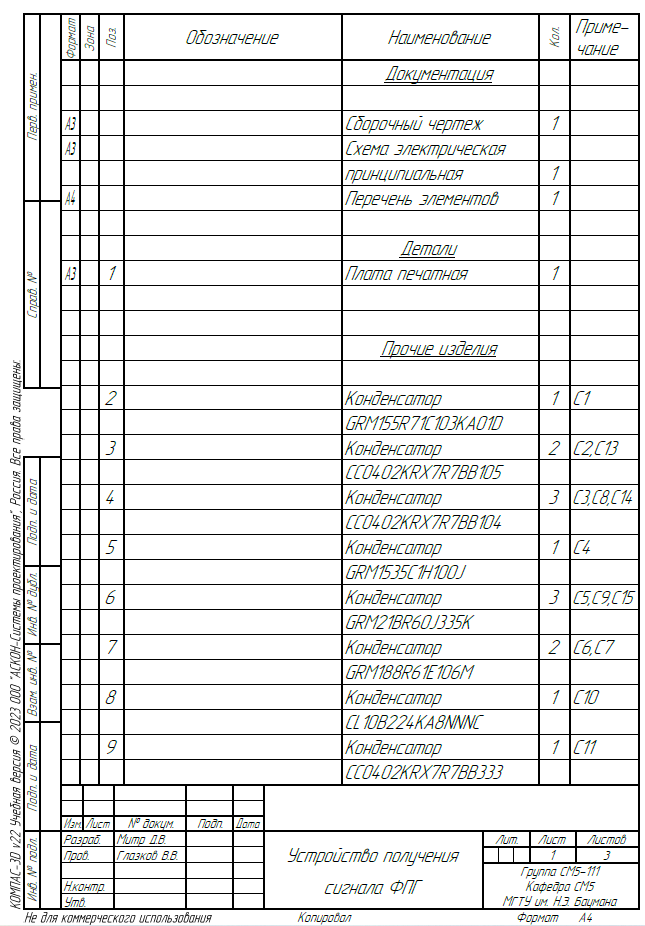 Формат Зона Поз. Обозначение Наименование Кол. Приме-
чание
Документация
А3 Сборочный чертеж 1
А3 Схема электрическая
принципиальная 1
А4 Перечень элементов 1
Детали
А3 1 Плата печатная 1
Прочие изделия
2 Конденсатор 1 С1
GRM155R71C103KA01D
3 Конденсатор 2 С2,С13
CC0402KRX7R7BB105
4 Конденсатор 3 С3,С8,С14
CC0402KRX7R7BB104
5 Конденсатор 1 С4
GRM1535C1H100J
6 Конденсатор 3 С5,С9,С15
GRM21BR60J335K
7 Конденсатор 2 С6,С7
GRM188R61E106M
8 Конденсатор 1 С10
CL10B224KA8NNNC
9 Конденсатор 1 С11
CC0402KRX7R7BB333
Перв. примен.
Справ. №
Подп. и дата
Инв. № дубл.
Взам. инв. №
Подп. и дата
Инв. № подл.
КОМПАС-3D v22 Учебная версия © 2023 ООО "АСКОН-Системы проектирования", Россия. Все права защищены.
Изм. Лист № докум. Подп. Дата
Разраб. Митр Д.В.
Пров. Глазков В.В.
Н.контр.
Утв.
Устройство получения
сигнала ФПГ
Лит. Лист Листов
1 3
Группа СМ5-111
Кафедра СМ5
МГТУ им. Н.Э. Баумана
Не для коммерческого использования Копировал Формат А4